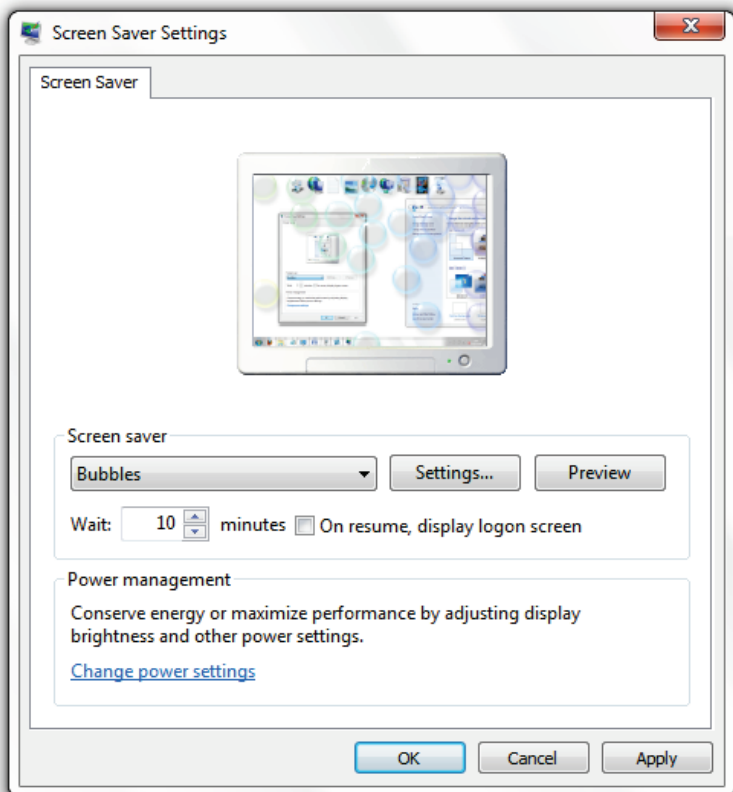 Screen Saver Settings
Screen Saver
Screen saver
Bubbles
Settings...
Preview
Wait: 10 minutes On resume, display logon screen
Power management
Conserve energy or maximize performance by adjusting display
brightness and other power settings.
Change power settings
OK
Cancel
Apply